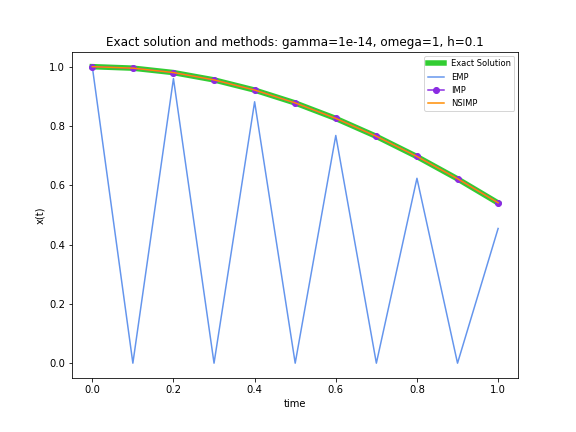 Exact solution and methods: gamma=1e-14, omega=1, h=0.1
Exact Solution
EMP
IMP
NSIMP
x(t)
1.0
0.8
0.6
0.4
0.2
0.0
0.0 0.2 0.4 0.6 0.8 1.0
time